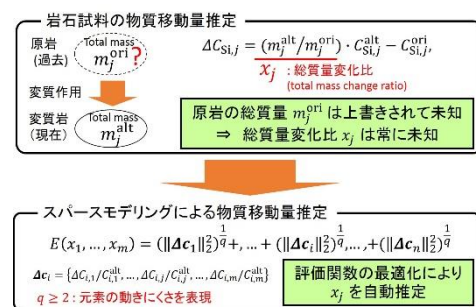 岩石試料の物質移動量推定
原岩
(過去)
Total mass
m_j^ori ?
変質作用
変質岩
(現在)
Total mass
m_j^alt
ΔC_Si,j = (m_j^alt/m_j^ori) · C_Si,j^alt − C_Si,j^ori,
x_j : 総質量変化比
(total mass change ratio)
原岩の総質量 m_j^ori は上書きされて未知
⇒ 総質量変化比 x_j は常に未知
スパースモデリングによる物質移動量推定
E(x_1, … , x_m) = (‖Δc_1‖_2^2)^(1/q) +, … + (‖Δc_i‖_2^2)^(1/q), … , +(‖Δc_n‖_2^2)^(1/q)
Δc_i = {ΔC_i,1/C_i,1^alt, … , ΔC_i,j/C_i,j^alt, … , ΔC_i,m/C_i,m^alt}
q ≥ 2 : 元素の動きにくさを表現
評価関数の最適化により
x_j を自動推定